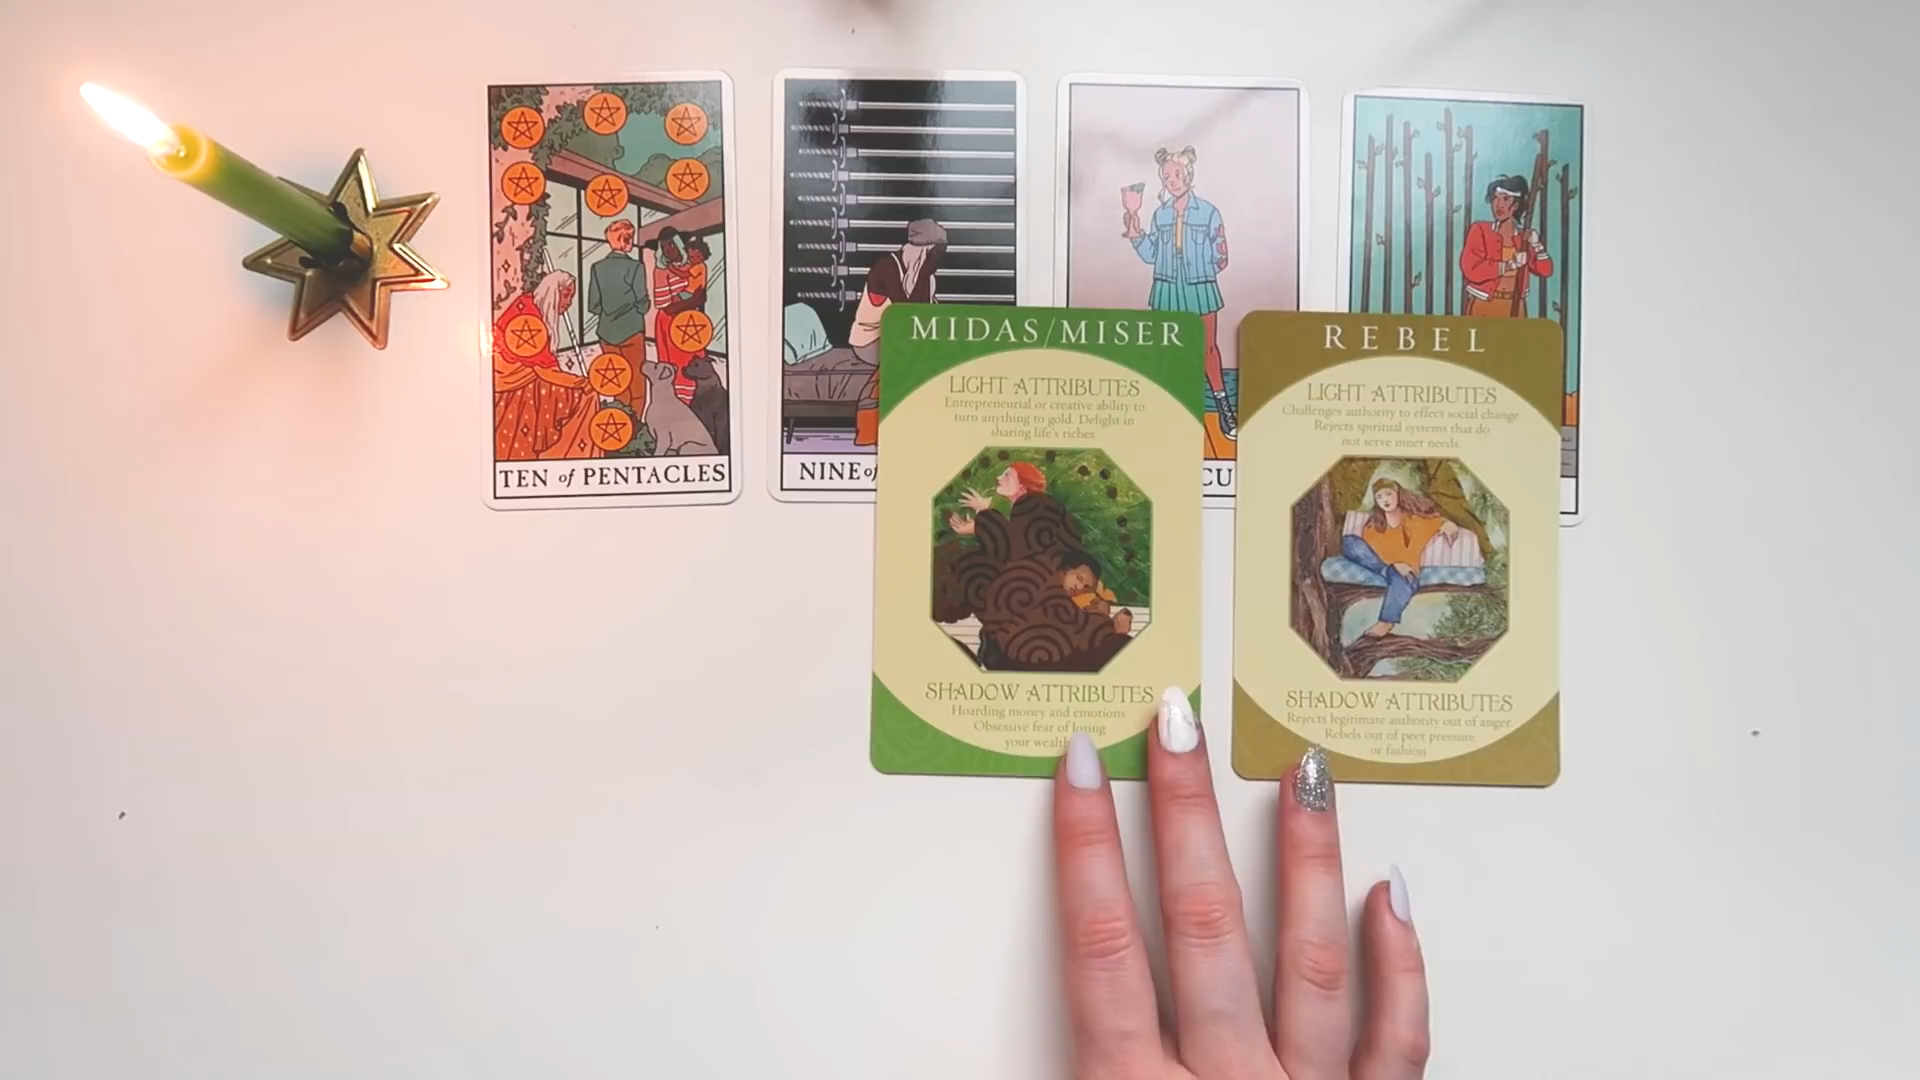 TEN of PENTACLES
NINE of
CU
MIDAS/MISER
LIGHT ATTRIBUTES
Entrepreneurial or creative ability to
turn anything to gold. Delight in
sharing life's riches.
SHADOW ATTRIBUTES
Hoarding money and emotions.
Obsessive fear of losing
your wealth
REBEL
LIGHT ATTRIBUTES
Challenges authority to effect social change
Rejects spiritual systems that do
not serve inner needs.
SHADOW ATTRIBUTES
Rejects legitimate authority out of anger.
Rebels out of peer pressure
or fashion